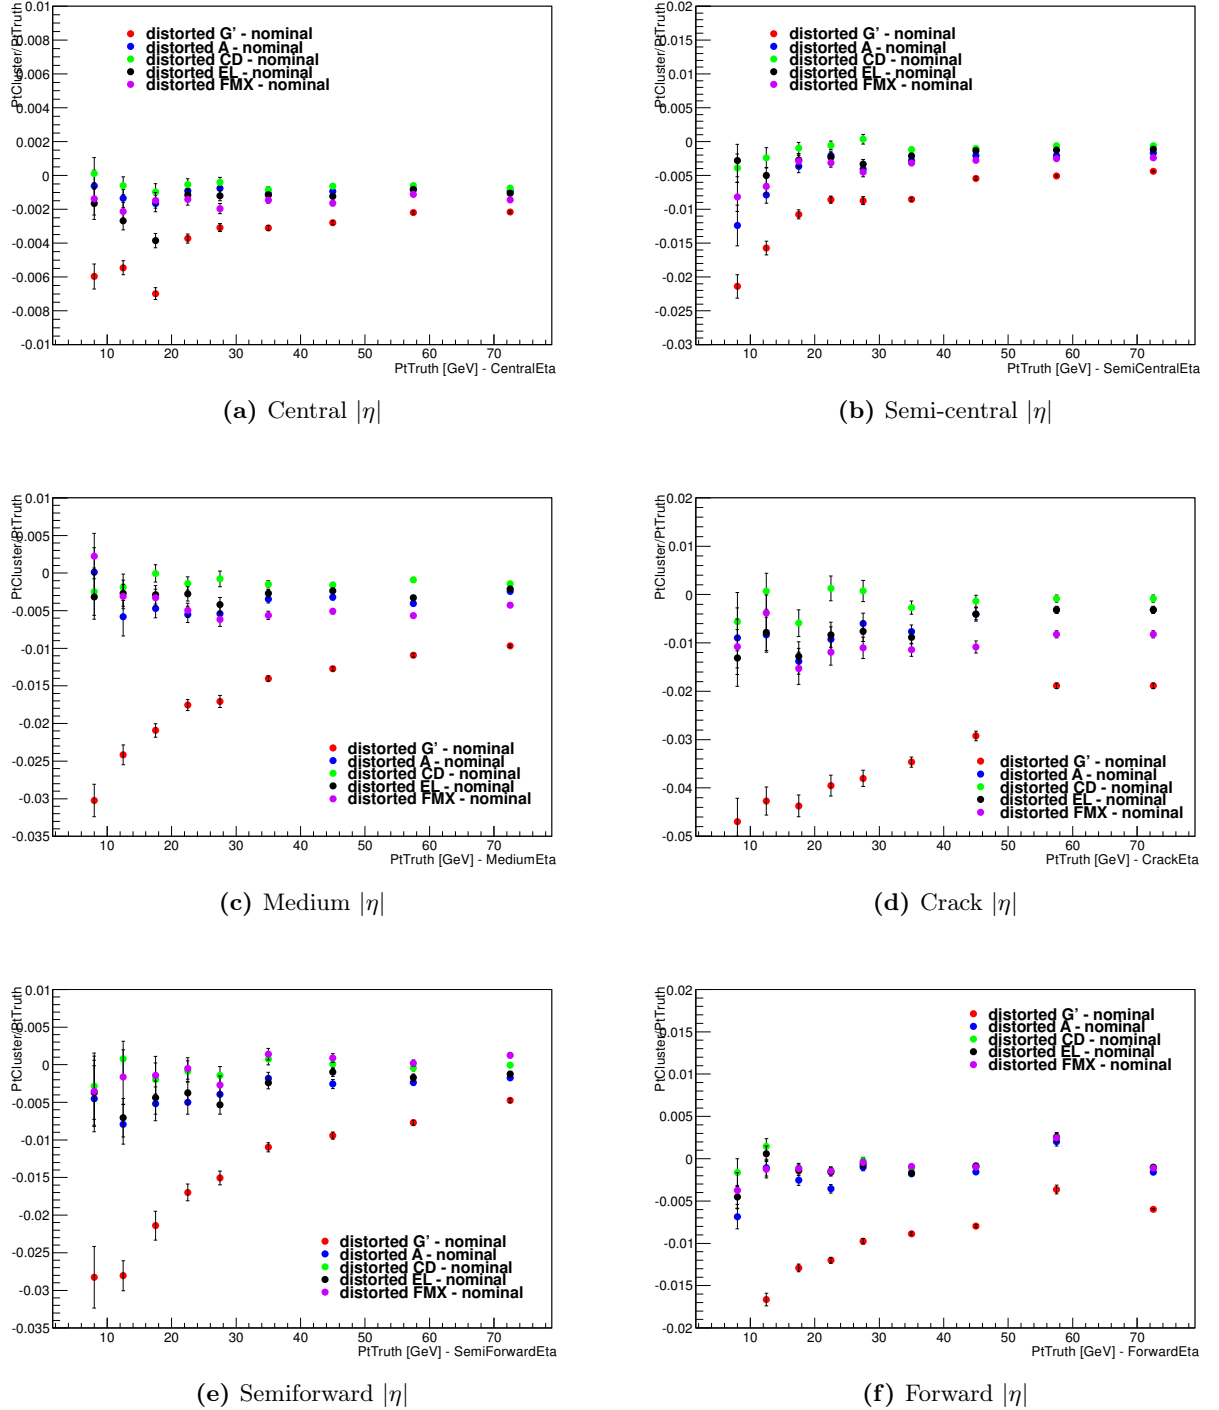 0.01
0.008
0.006
0.004
0.002
0
-0.002
-0.004
-0.006
-0.008
-0.01
PtCluster/PtTruth
distorted G' - nominal
distorted A - nominal
distorted CD - nominal
distorted EL - nominal
distorted FMX - nominal
10 20 30 40 50 60 70
PtTruth [GeV] - CentralEta
(a) Central |η|
0.02
0.015
0.01
0.005
0
-0.005
-0.01
-0.015
-0.02
-0.025
-0.03
PtCluster/PtTruth
distorted G' - nominal
distorted A - nominal
distorted CD - nominal
distorted EL - nominal
distorted FMX - nominal
10 20 30 40 50 60 70
PtTruth [GeV] - SemiCentralEta
(b) Semi-central |η|
0.01
0.005
0
-0.005
-0.01
-0.015
-0.02
-0.025
-0.03
-0.035
PtCluster/PtTruth
distorted G' - nominal
distorted A - nominal
distorted CD - nominal
distorted EL - nominal
distorted FMX - nominal
10 20 30 40 50 60 70
PtTruth [GeV] - MediumEta
(c) Medium |η|
0.02
0.01
0
-0.01
-0.02
-0.03
-0.04
-0.05
PtCluster/PtTruth
distorted G' - nominal
distorted A - nominal
distorted CD - nominal
distorted EL - nominal
distorted FMX - nominal
10 20 30 40 50 60 70
PtTruth [GeV] - CrackEta
(d) Crack |η|
0.01
0.005
0
-0.005
-0.01
-0.015
-0.02
-0.025
-0.03
-0.035
PtCluster/PtTruth
distorted G' - nominal
distorted A - nominal
distorted CD - nominal
distorted EL - nominal
distorted FMX - nominal
10 20 30 40 50 60 70
PtTruth [GeV] - SemiForwardEta
(e) Semiforward |η|
0.02
0.015
0.01
0.005
0
-0.005
-0.01
-0.015
-0.02
PtCluster/PtTruth
distorted G' - nominal
distorted A - nominal
distorted CD - nominal
distorted EL - nominal
distorted FMX - nominal
10 20 30 40 50 60 70
PtTruth [GeV] - ForwardEta
(f) Forward |η|